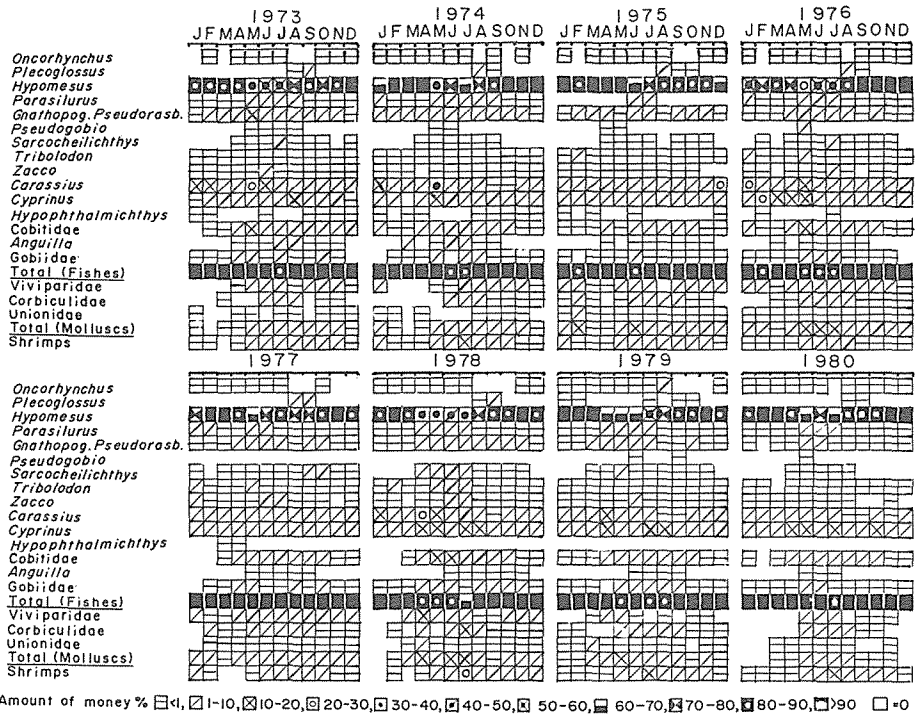 1973 1974 1975 1976
JFMAMJJASOND JFMAMJJASOND JFMAMJJASOND JFMAMJJASOND
Oncorhynchus
Plecoglossus
Hypomesus
Parasilurus
Gnathopog. Pseudorasb.
Pseudogobio
Sarcocheilichthys
Tribolodon
Zacco
Carassius
Cyprinus
Hypophthalmichthys
Cobitidae
Anguilla
Gobiidae
Total (Fishes)
Viviparidae
Corbiculidae
Unionidae
Total (Molluscs)
Shrimps
1977 1978 1979 1980
Oncorhynchus
Plecoglossus
Hypomesus
Parasilurus
Gnathopog. Pseudorasb.
Pseudogobio
Sarcocheilichthys
Tribolodon
Zacco
Carassius
Cyprinus
Hypophthalmichthys
Cobitidae
Anguilla
Gobiidae
Total (Fishes)
Viviparidae
Corbiculidae
Unionidae
Total (Molluscs)
Shrimps
Amount of money % <1, 1-10, 10-20, 20-30, 30-40, 40-50, 50-60, 60-70, 70-80, 80-90, >90 =0